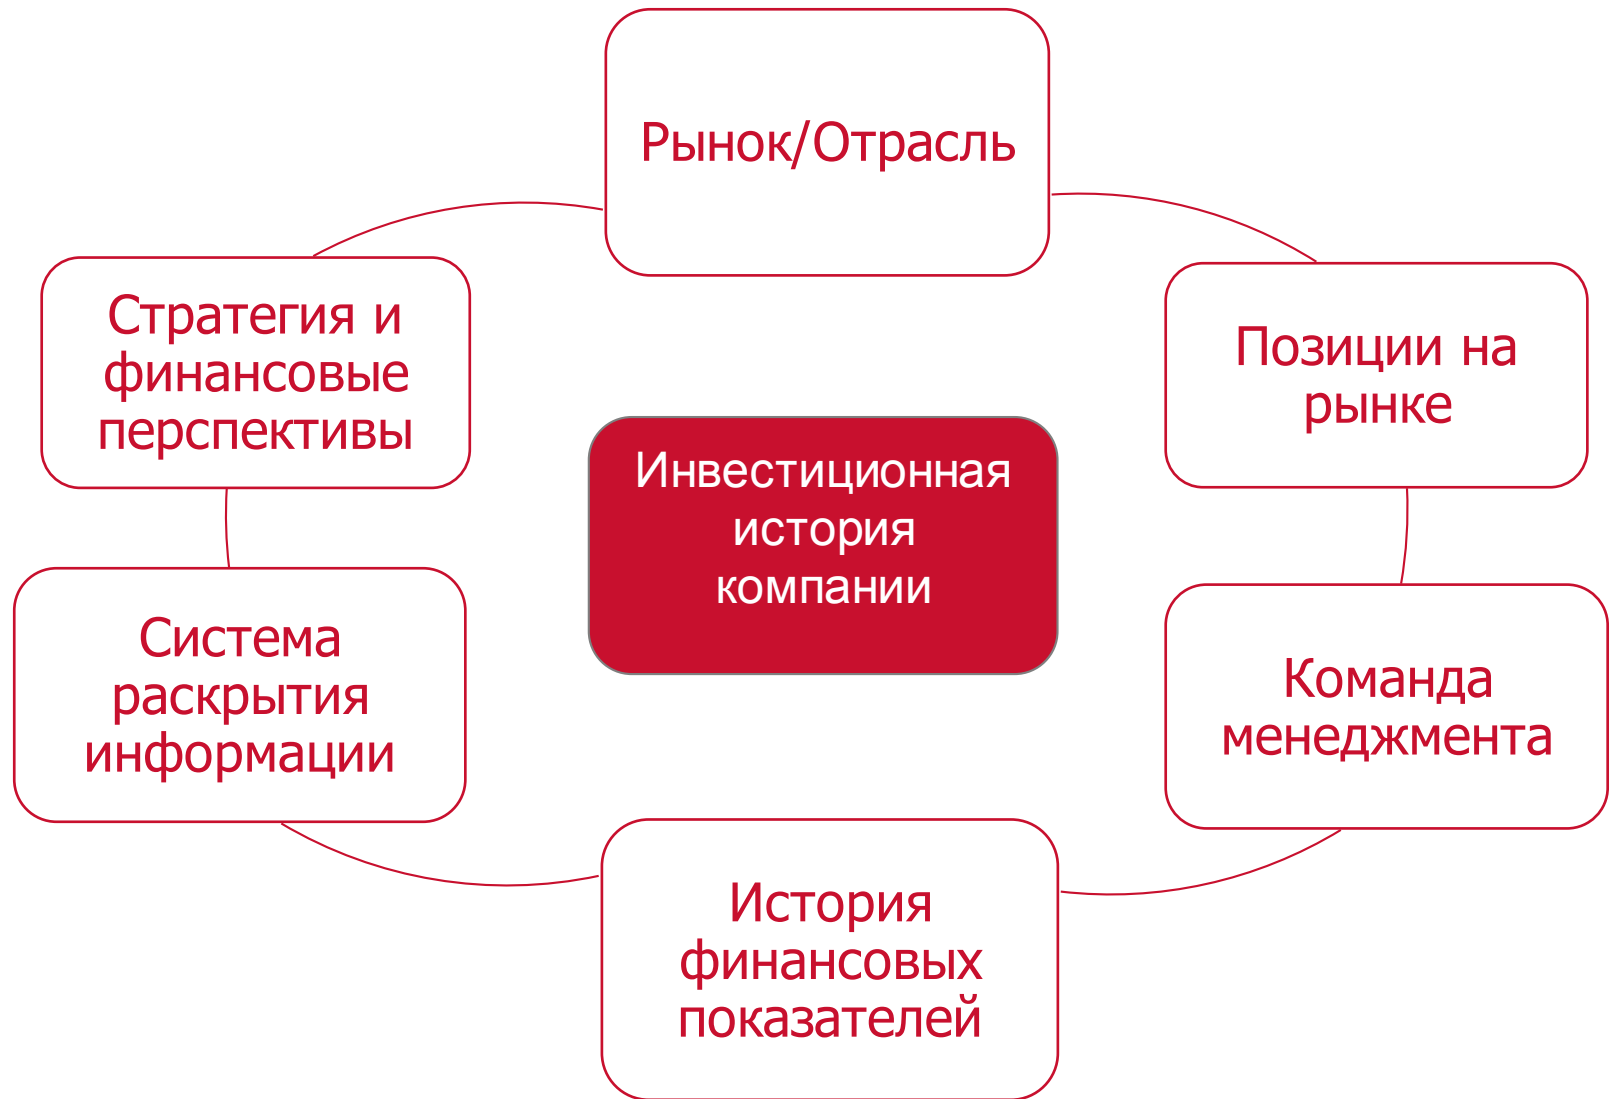 Рынок/Отрасль
Стратегия и
финансовые
перспективы
Позиции на
рынке
Инвестиционная
история
компании
Система
раскрытия
информации
Команда
менеджмента
История
финансовых
показателей